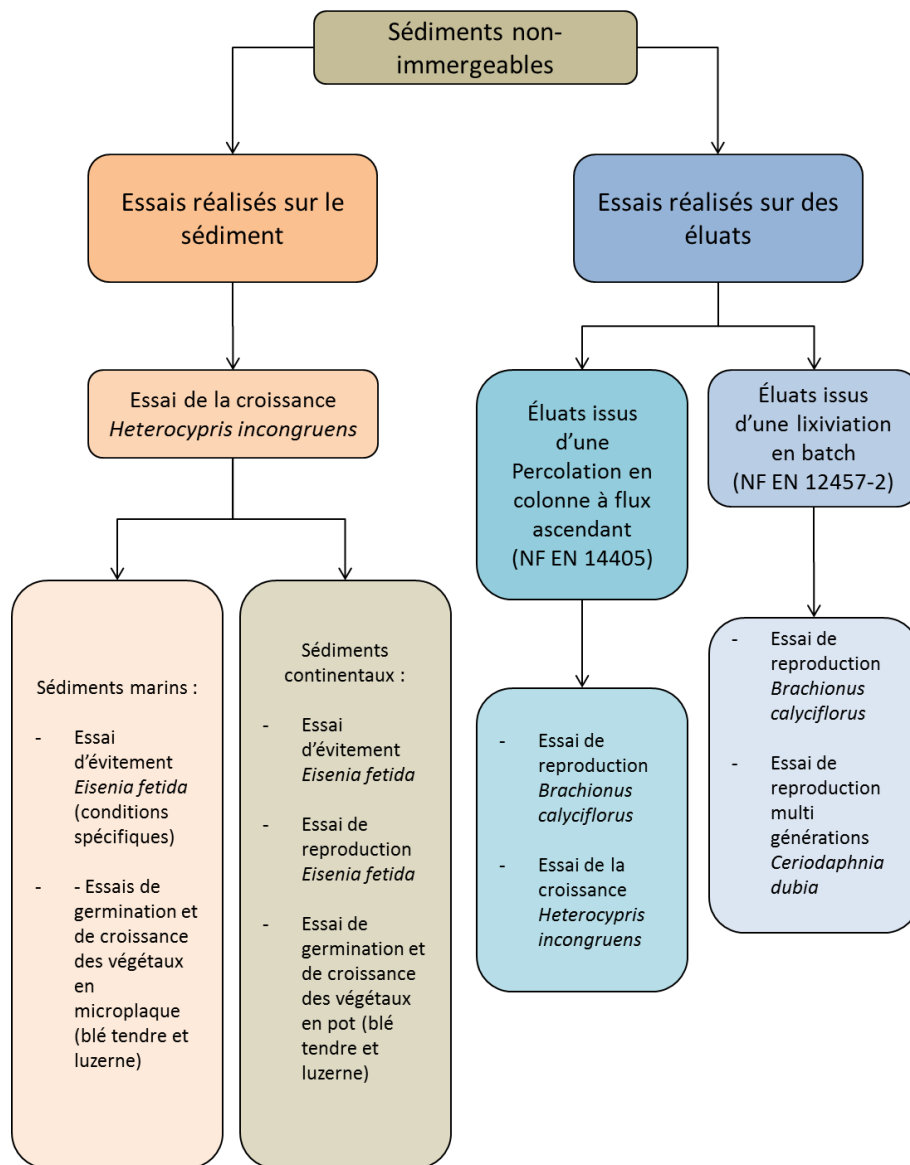 Sédiments non-
immergeables
Essais réalisés sur le
sédiment
Essais réalisés sur des
éluats
Essai de la croissance
Heterocypris incongruens
Éluats issus
d’une
Percolation en
colonne à flux
ascendant
(NF EN 14405)
Éluats issus
d’une lixiviation
en batch
(NF EN 12457-2)
Sédiments marins :
- Essai
d’évitement
Eisenia fetida
(conditions
spécifiques)
- - Essais de
germination et
de croissance
des végétaux
en
microplaque
(blé tendre et
luzerne)
Sédiments
continentaux :
- Essai
d’évitement
Eisenia fetida
- Essai de
reproduction
Eisenia fetida
- Essai de
germination et
de croissance
des végétaux
en pot (blé
tendre et
luzerne)
- Essai de
reproduction
Brachionus
calyciflorus
- Essai de la
croissance
Heterocypris
incongruens
- Essai de
reproduction
Brachionus
calyciflorus
- Essai de
reproduction
multi
générations
Ceriodaphnia
dubia